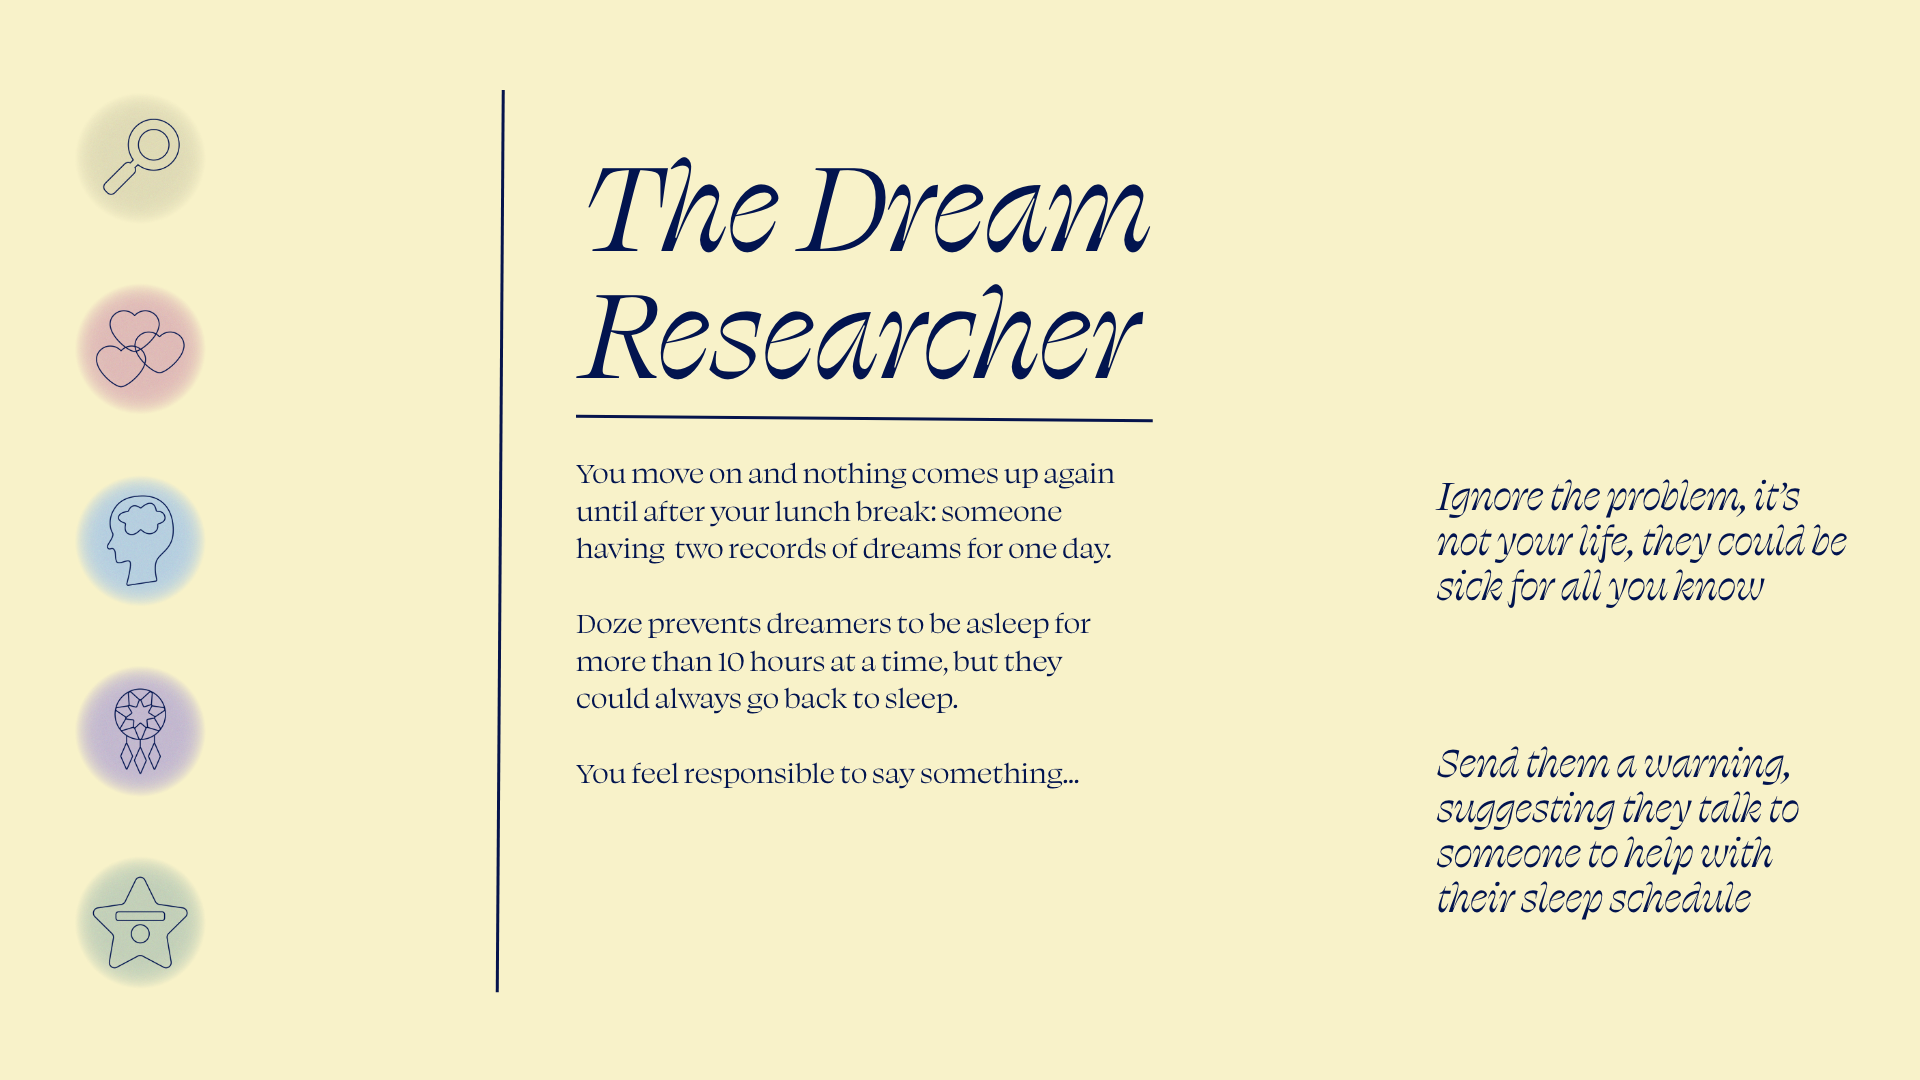 The Dream
Researcher
You move on and nothing comes up again
until after your lunch break: someone
having  two records of dreams for one day.
Doze prevents dreamers to be asleep for
more than 10 hours at a time, but they
could always go back to sleep.
You feel responsible to say something...
Ignore the problem, it’s
not your life, they could be
sick for all you know
Send them a warning,
suggesting they talk to
someone to help with
their sleep schedule